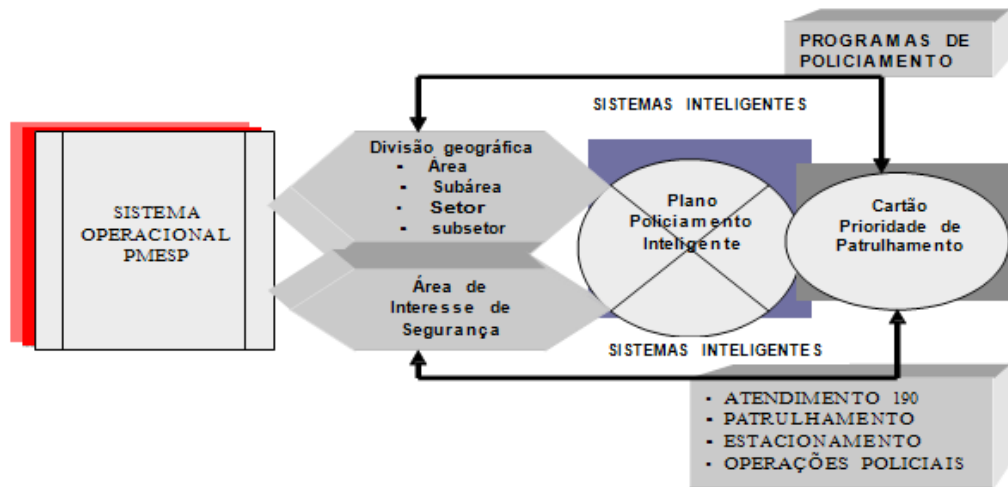 PROGRAMAS DE
POLICIAMENTO
SISTEMAS INTELIGENTES
SISTEMA
OPERACIONAL
PMESP
Divisão geográfica
- Área
- Subárea
- Setor
- subsetor
Plano
Policiamento
Inteligente
Cartão
Prioridade de
Patrulhamento
Área de
Interesse de
Segurança
SISTEMAS INTELIGENTES
- ATENDIMENTO 190
- PATRULHAMENTO
- ESTACIONAMENTO
- OPERAÇÕES POLICIAIS